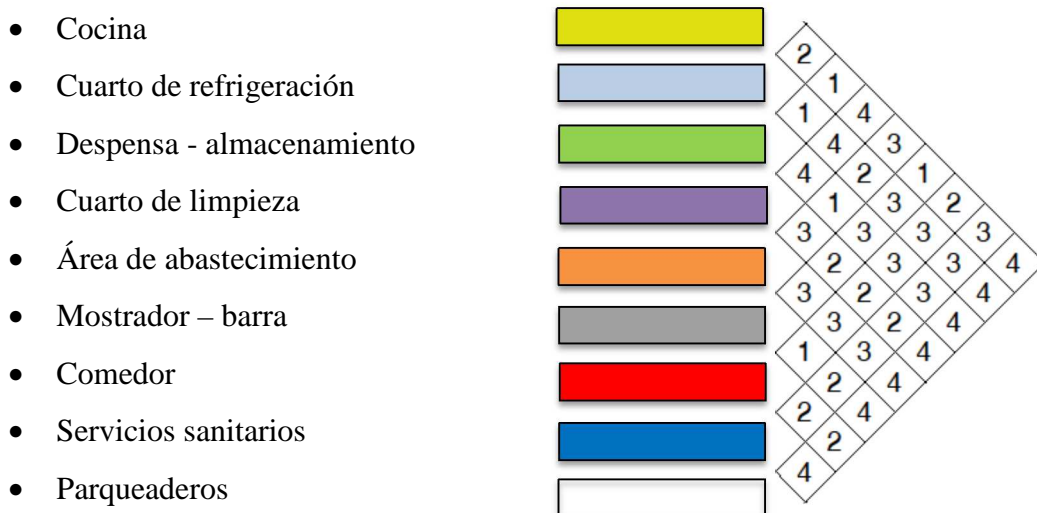 • Cocina
• Cuarto de refrigeración
• Despensa - almacenamiento
• Cuarto de limpieza
• Área de abastecimiento
• Mostrador – barra
• Comedor
• Servicios sanitarios
• Parqueaderos
2
1
1 4
4 3
4 2 1
1 3 2
3 3 3 3
2 3 3 4
3 2 3 4
3 2 4
1 3 4
2 4
2 4
2
4